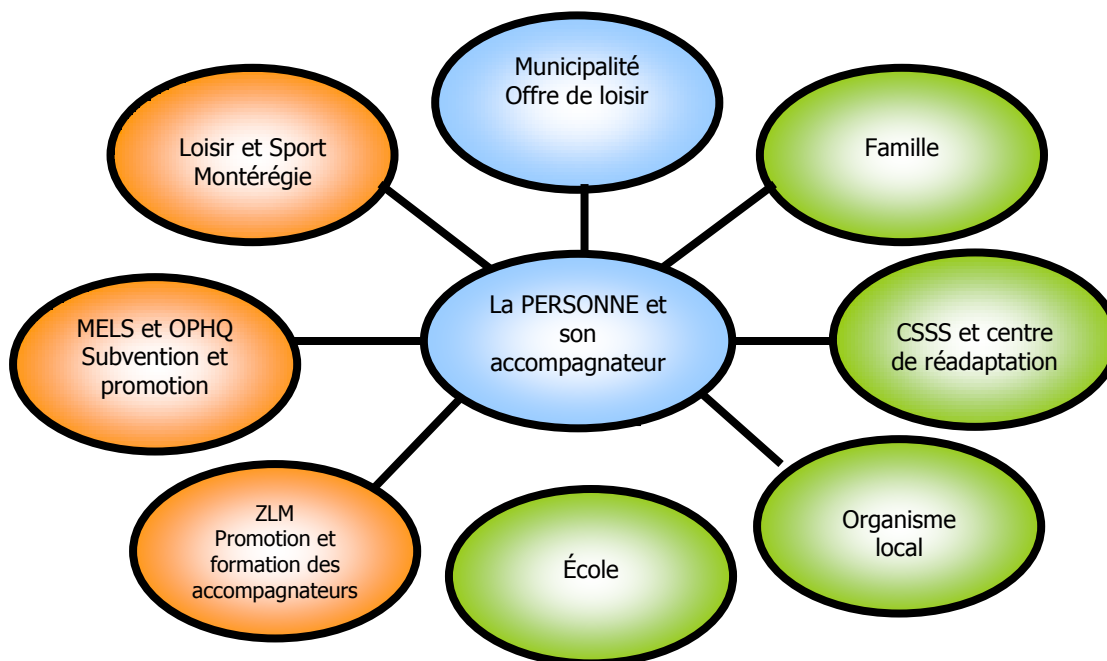 Municipalité
Offre de loisir
Loisir et Sport
Montérégie
Famille
La PERSONNE et
son
accompagnateur
MELS et OPHQ
Subvention et
promotion
CSSS et centre
de réadaptation
ZLM
Promotion et
formation des
accompagnateurs
École
Organisme
local